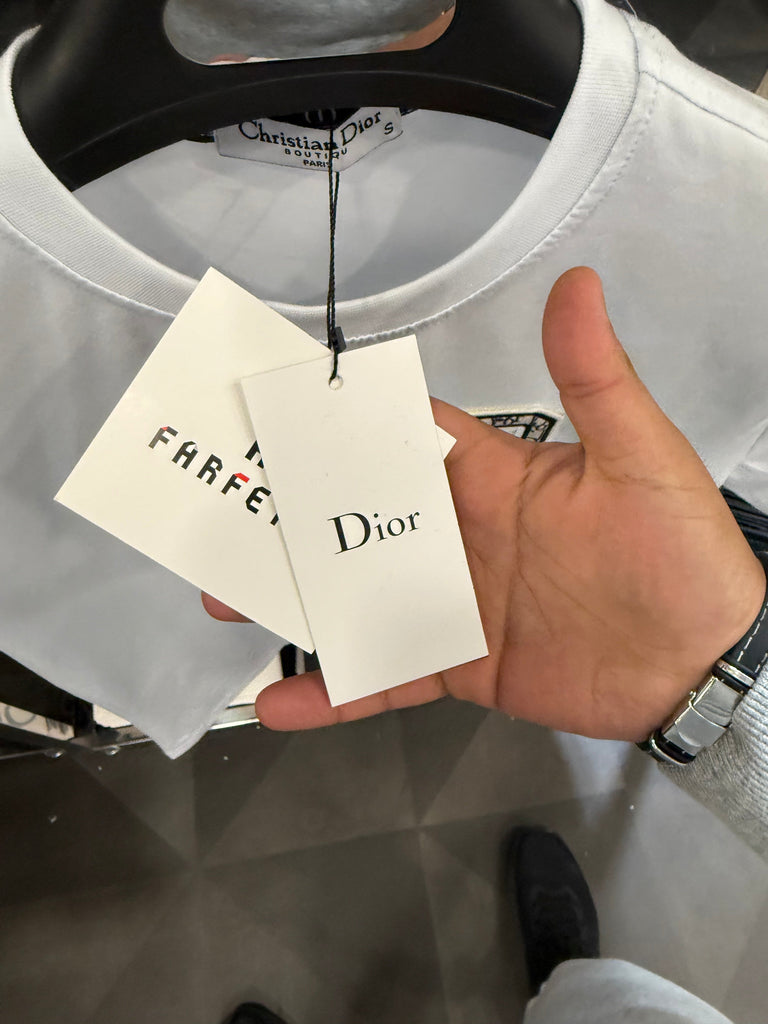 Christian Dior
S
BOUTIQU
PARIS
FARFE
Dior